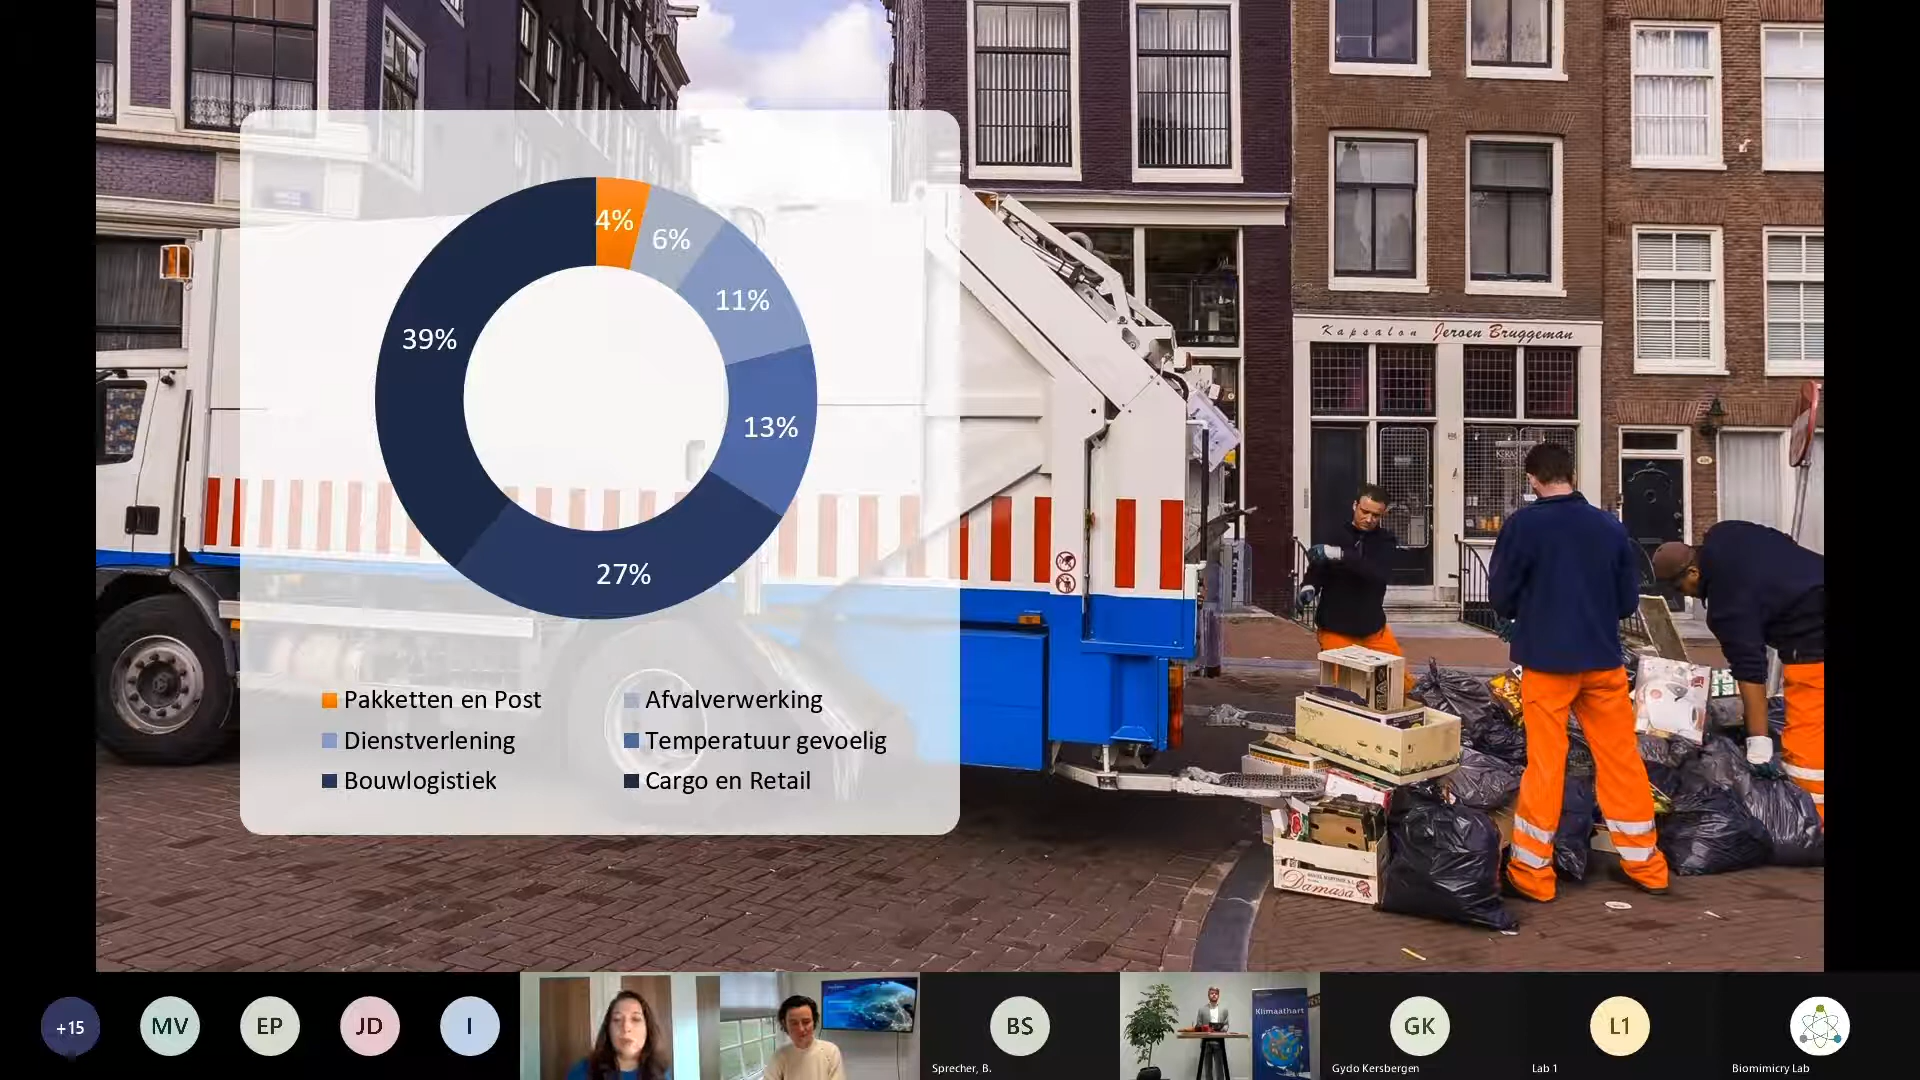 4%
6%
11%
39%
13%
27%
Kapsalon Jeroen Bruggeman
Pakketten en Post
Afvalverwerking
Dienstverlening
Temperatuur gevoelig
Bouwlogistiek
Cargo en Retail
Damasa
+15
MV
EP
JD
I
BS
Sprecher, B.
Klimaathart
GK
Gydo Kersbergen
L1
Lab 1
Biomimicry Lab